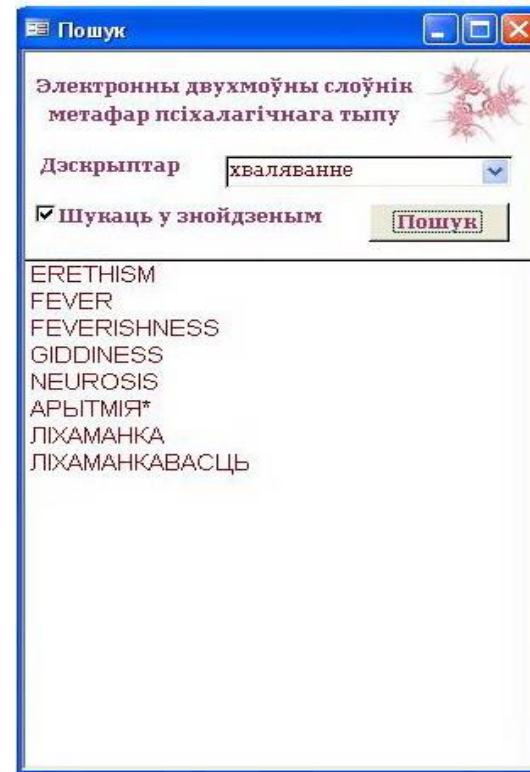 Пошук
Электронны двухмоўны слоўнік
метафар псіхалагічнага тыпу
Дэскрыптар хваляванне
Шукаць у знойдзеным Пошук
ERETHISM
FEVER
FEVERISHNESS
GIDDINESS
NEUROSIS
АРЫТМІЯ*
ЛІХАМАНКА
ЛІХАМАНКАВАСЦЬ